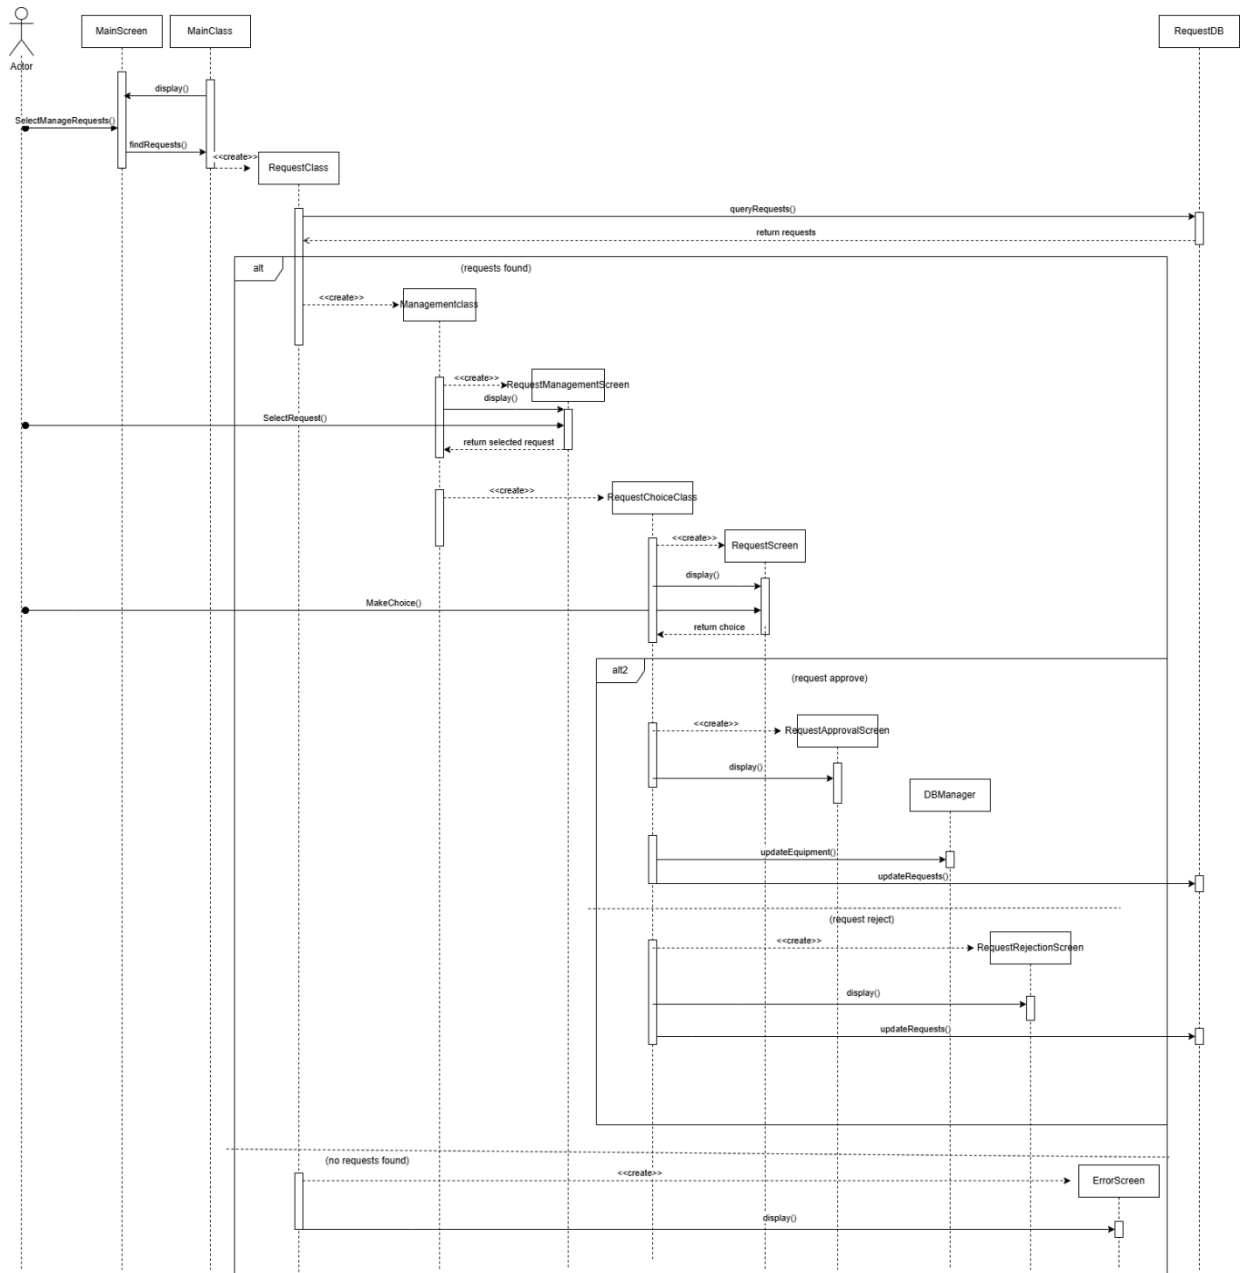 MainScreen
MainClass
RequestDB
Actor
display()
SelectManageRequests()
findRequests()
<<create>>
RequestClass
queryRequests()
return requests
alt
(requests found)
<<create>>
Managementclass
<<create>>
RequestManagementScreen
display()
SelectRequest()
return selected request
<<create>>
RequestChoiceClass
<<create>>
RequestScreen
display()
MakeChoice()
return choice
alt2
(request approve)
<<create>>
RequestApprovalScreen
display()
DBManager
updateEquipment()
updateRequests()
(request reject)
<<create>>
RequestRejectionScreen
display()
updateRequests()
(no requests found)
<<create>>
ErrorScreen
display()